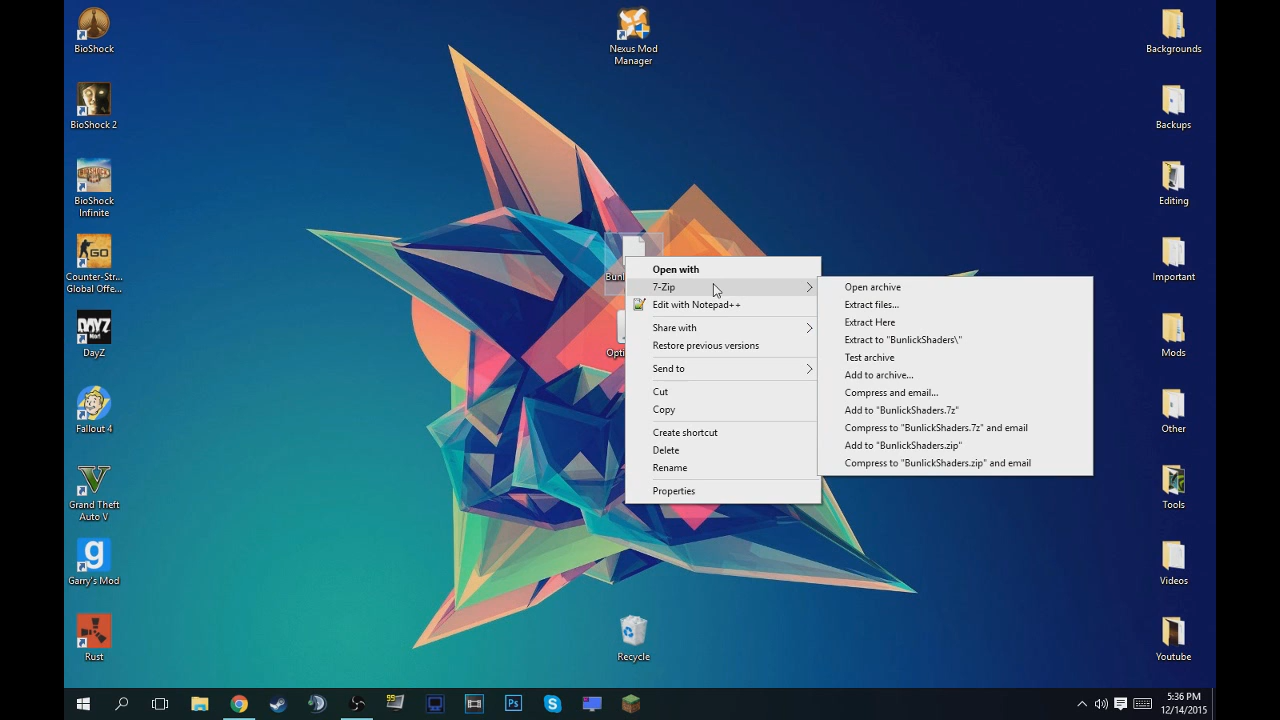 BioShock
BioShock 2
BioShock
Infinite
Counter-Str...
Global Offe...
DayZ
Fallout 4
Grand Theft
Auto V
Garry's Mod
Rust
Nexus Mod
Manager
Open with
7-Zip
Edit with Notepad++
Share with
Restore previous versions
Send to
Cut
Copy
Create shortcut
Delete
Rename
Properties
Open archive
Extract files...
Extract Here
Extract to "BunlickShaders\"
Test archive
Add to archive...
Compress and email...
Add to "BunlickShaders.7z"
Compress to "BunlickShaders.7z" and email
Add to "BunlickShaders.zip"
Compress to "BunlickShaders.zip" and email
Recycle
Backgrounds
Backups
Editing
Important
Mods
Other
Tools
Videos
Youtube
5:36 PM
12/14/2015